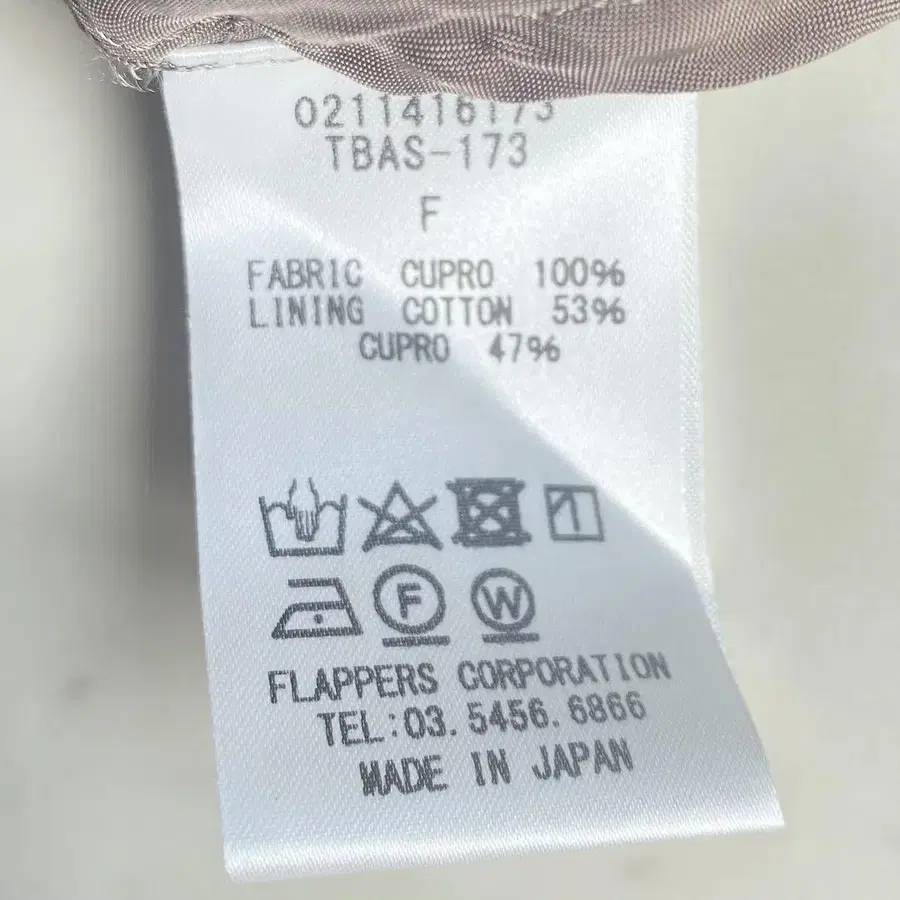 0211416173
TBAS-173
F
FABRIC CUPRO 100%
LINING COTTON 53%
CUPRO 47%
F W
FLAPPERS CORPORATION
TEL:03.5456.6866
MADE IN JAPAN